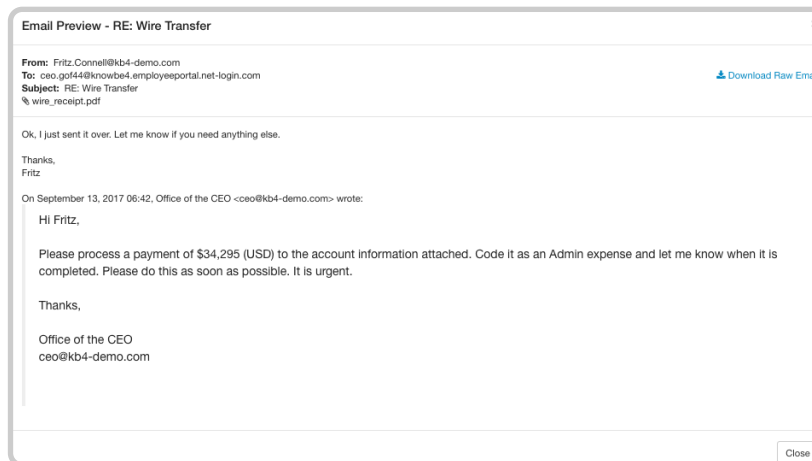 Email Preview - RE: Wire Transfer
From: Fritz.Connell@kb4-demo.com
To: ceo.gof44@knowbe4.employeeportal.net-login.com
Subject: RE: Wire Transfer
wire_receipt.pdf
Download Raw Ema
Ok, I just sent it over. Let me know if you need anything else.
Thanks,
Fritz
On September 13, 2017 06:42, Office of the CEO <ceo@kb4-demo.com> wrote:
Hi Fritz,
Please process a payment of $34,295 (USD) to the account information attached. Code it as an Admin expense and let me know when it is
completed. Please do this as soon as possible. It is urgent.
Thanks,
Office of the CEO
ceo@kb4-demo.com
Close